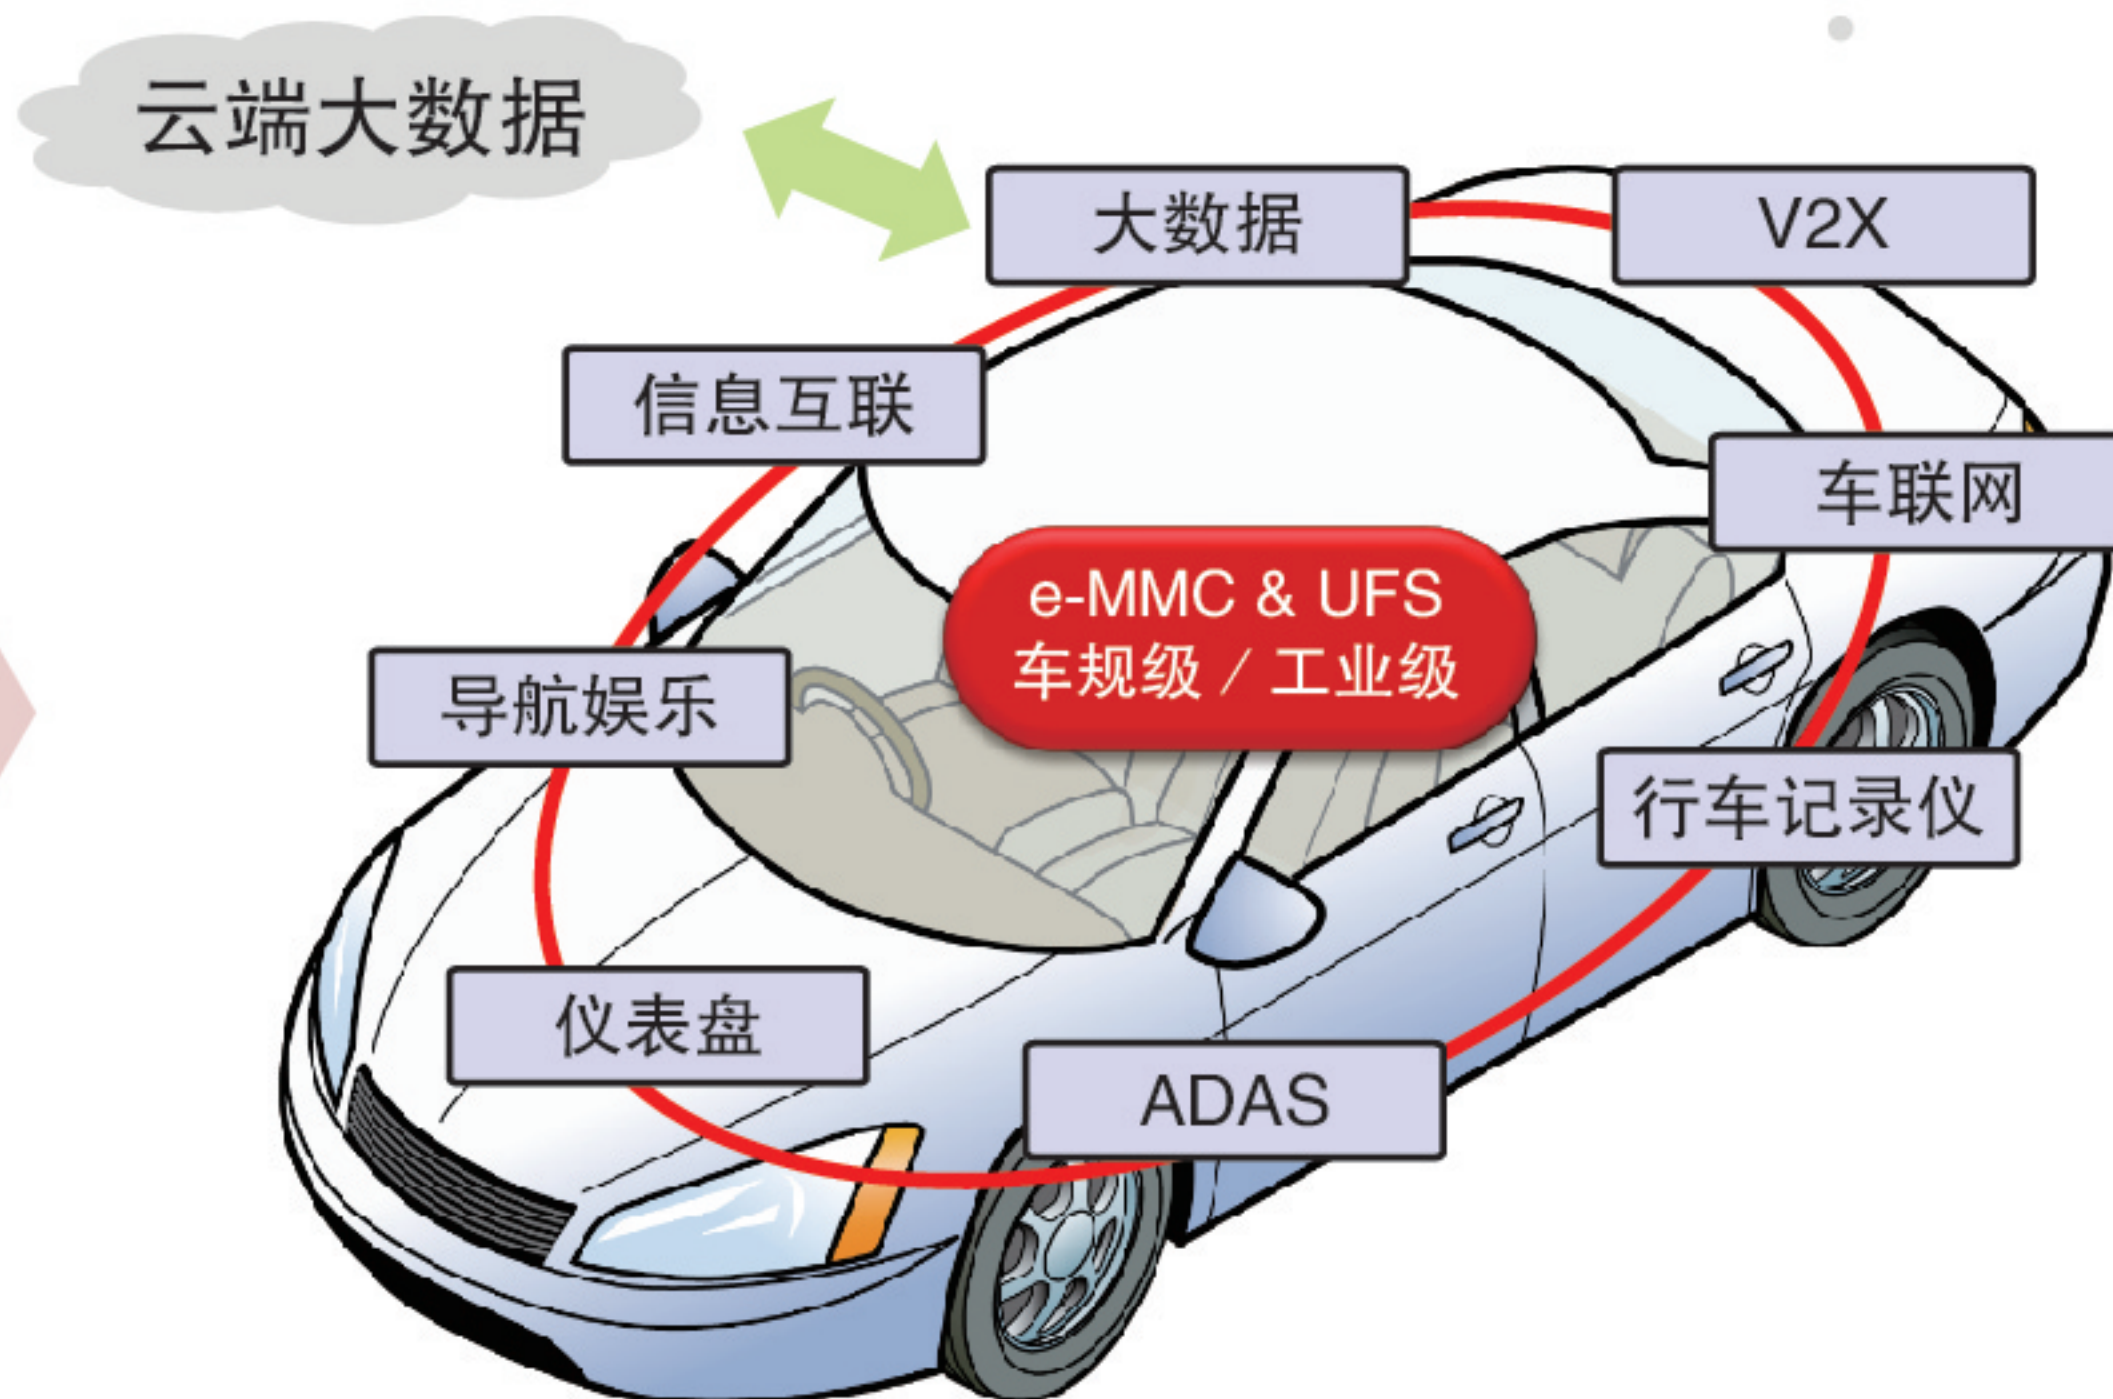 云端大数据
大数据
V2X
信息互联
车联网
e-MMC & UFS
车规级 / 工业级
导航娱乐
行车记录仪
仪表盘
ADAS